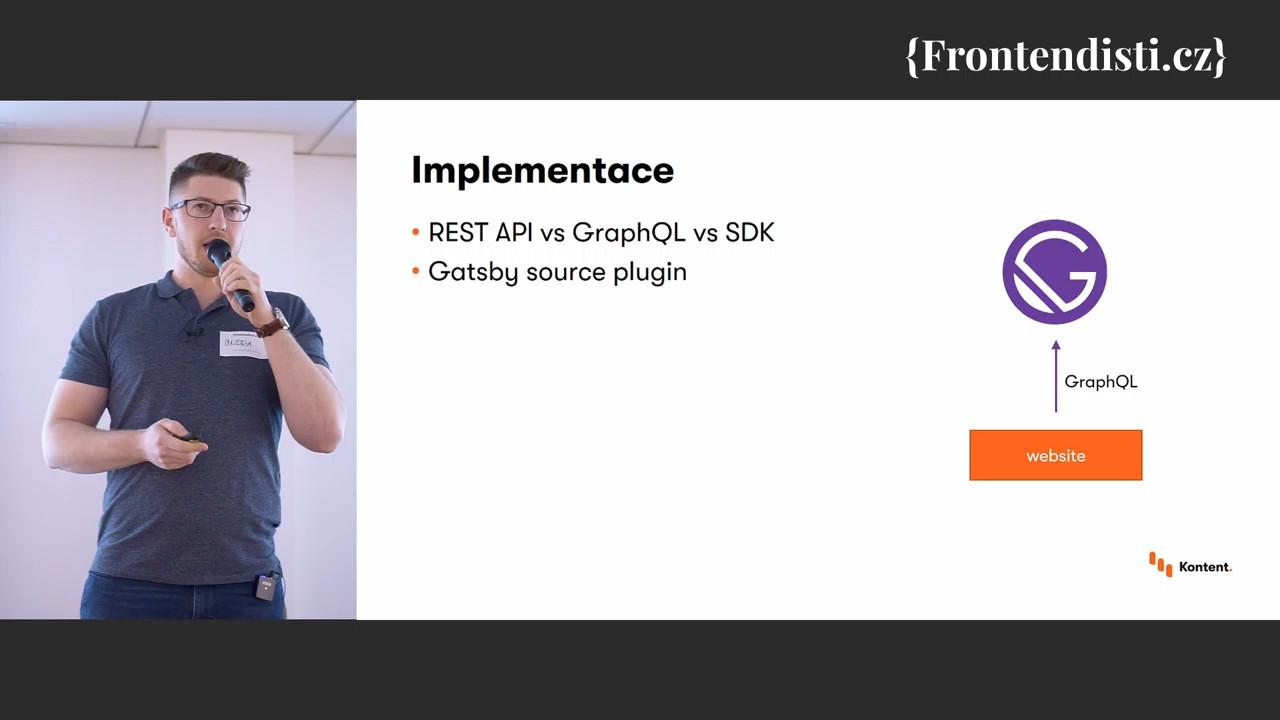 {Frontendisti.cz}
Implementace
• REST API vs GraphQL vs SDK
• Gatsby source plugin
GraphQL
website
Kontent.